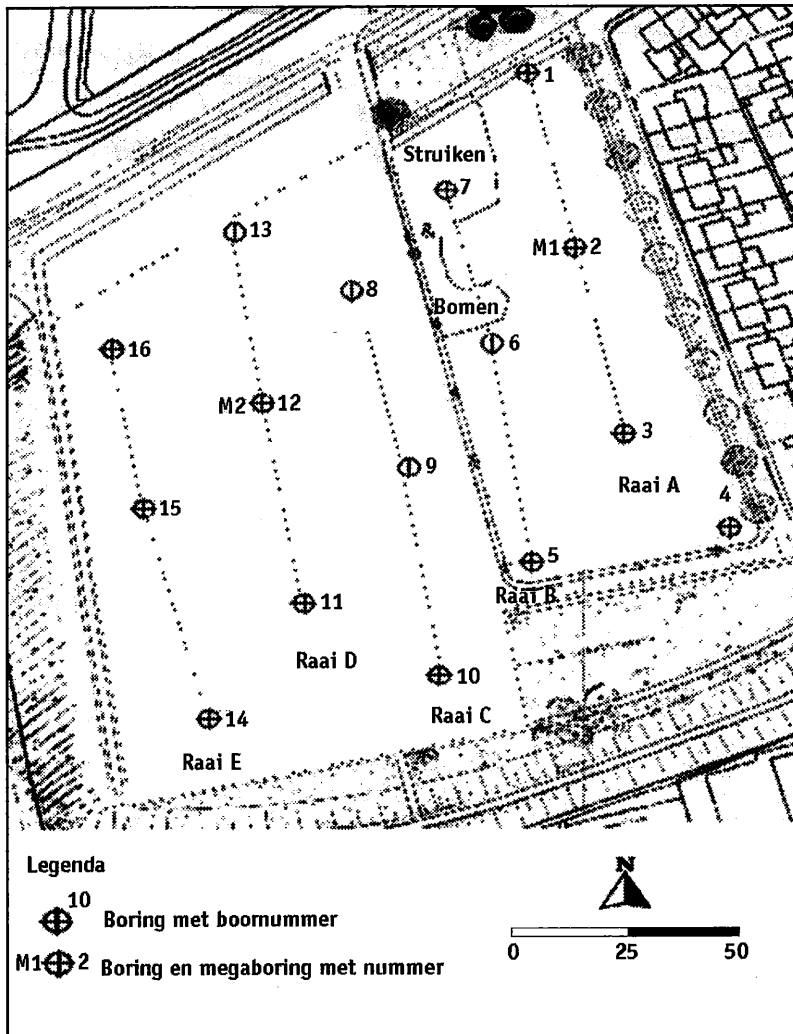 1
Struiken
7
M1 2
&
13
8
Bomen
6
16
M2 12
3
9
Raai A
15
4
5
Raai B
11
Raai D
10
14
Raai C
Raai E
Legenda
N
10
Boring met boornummer
M1 2 Boring en megaboring met nummer
0 25 50